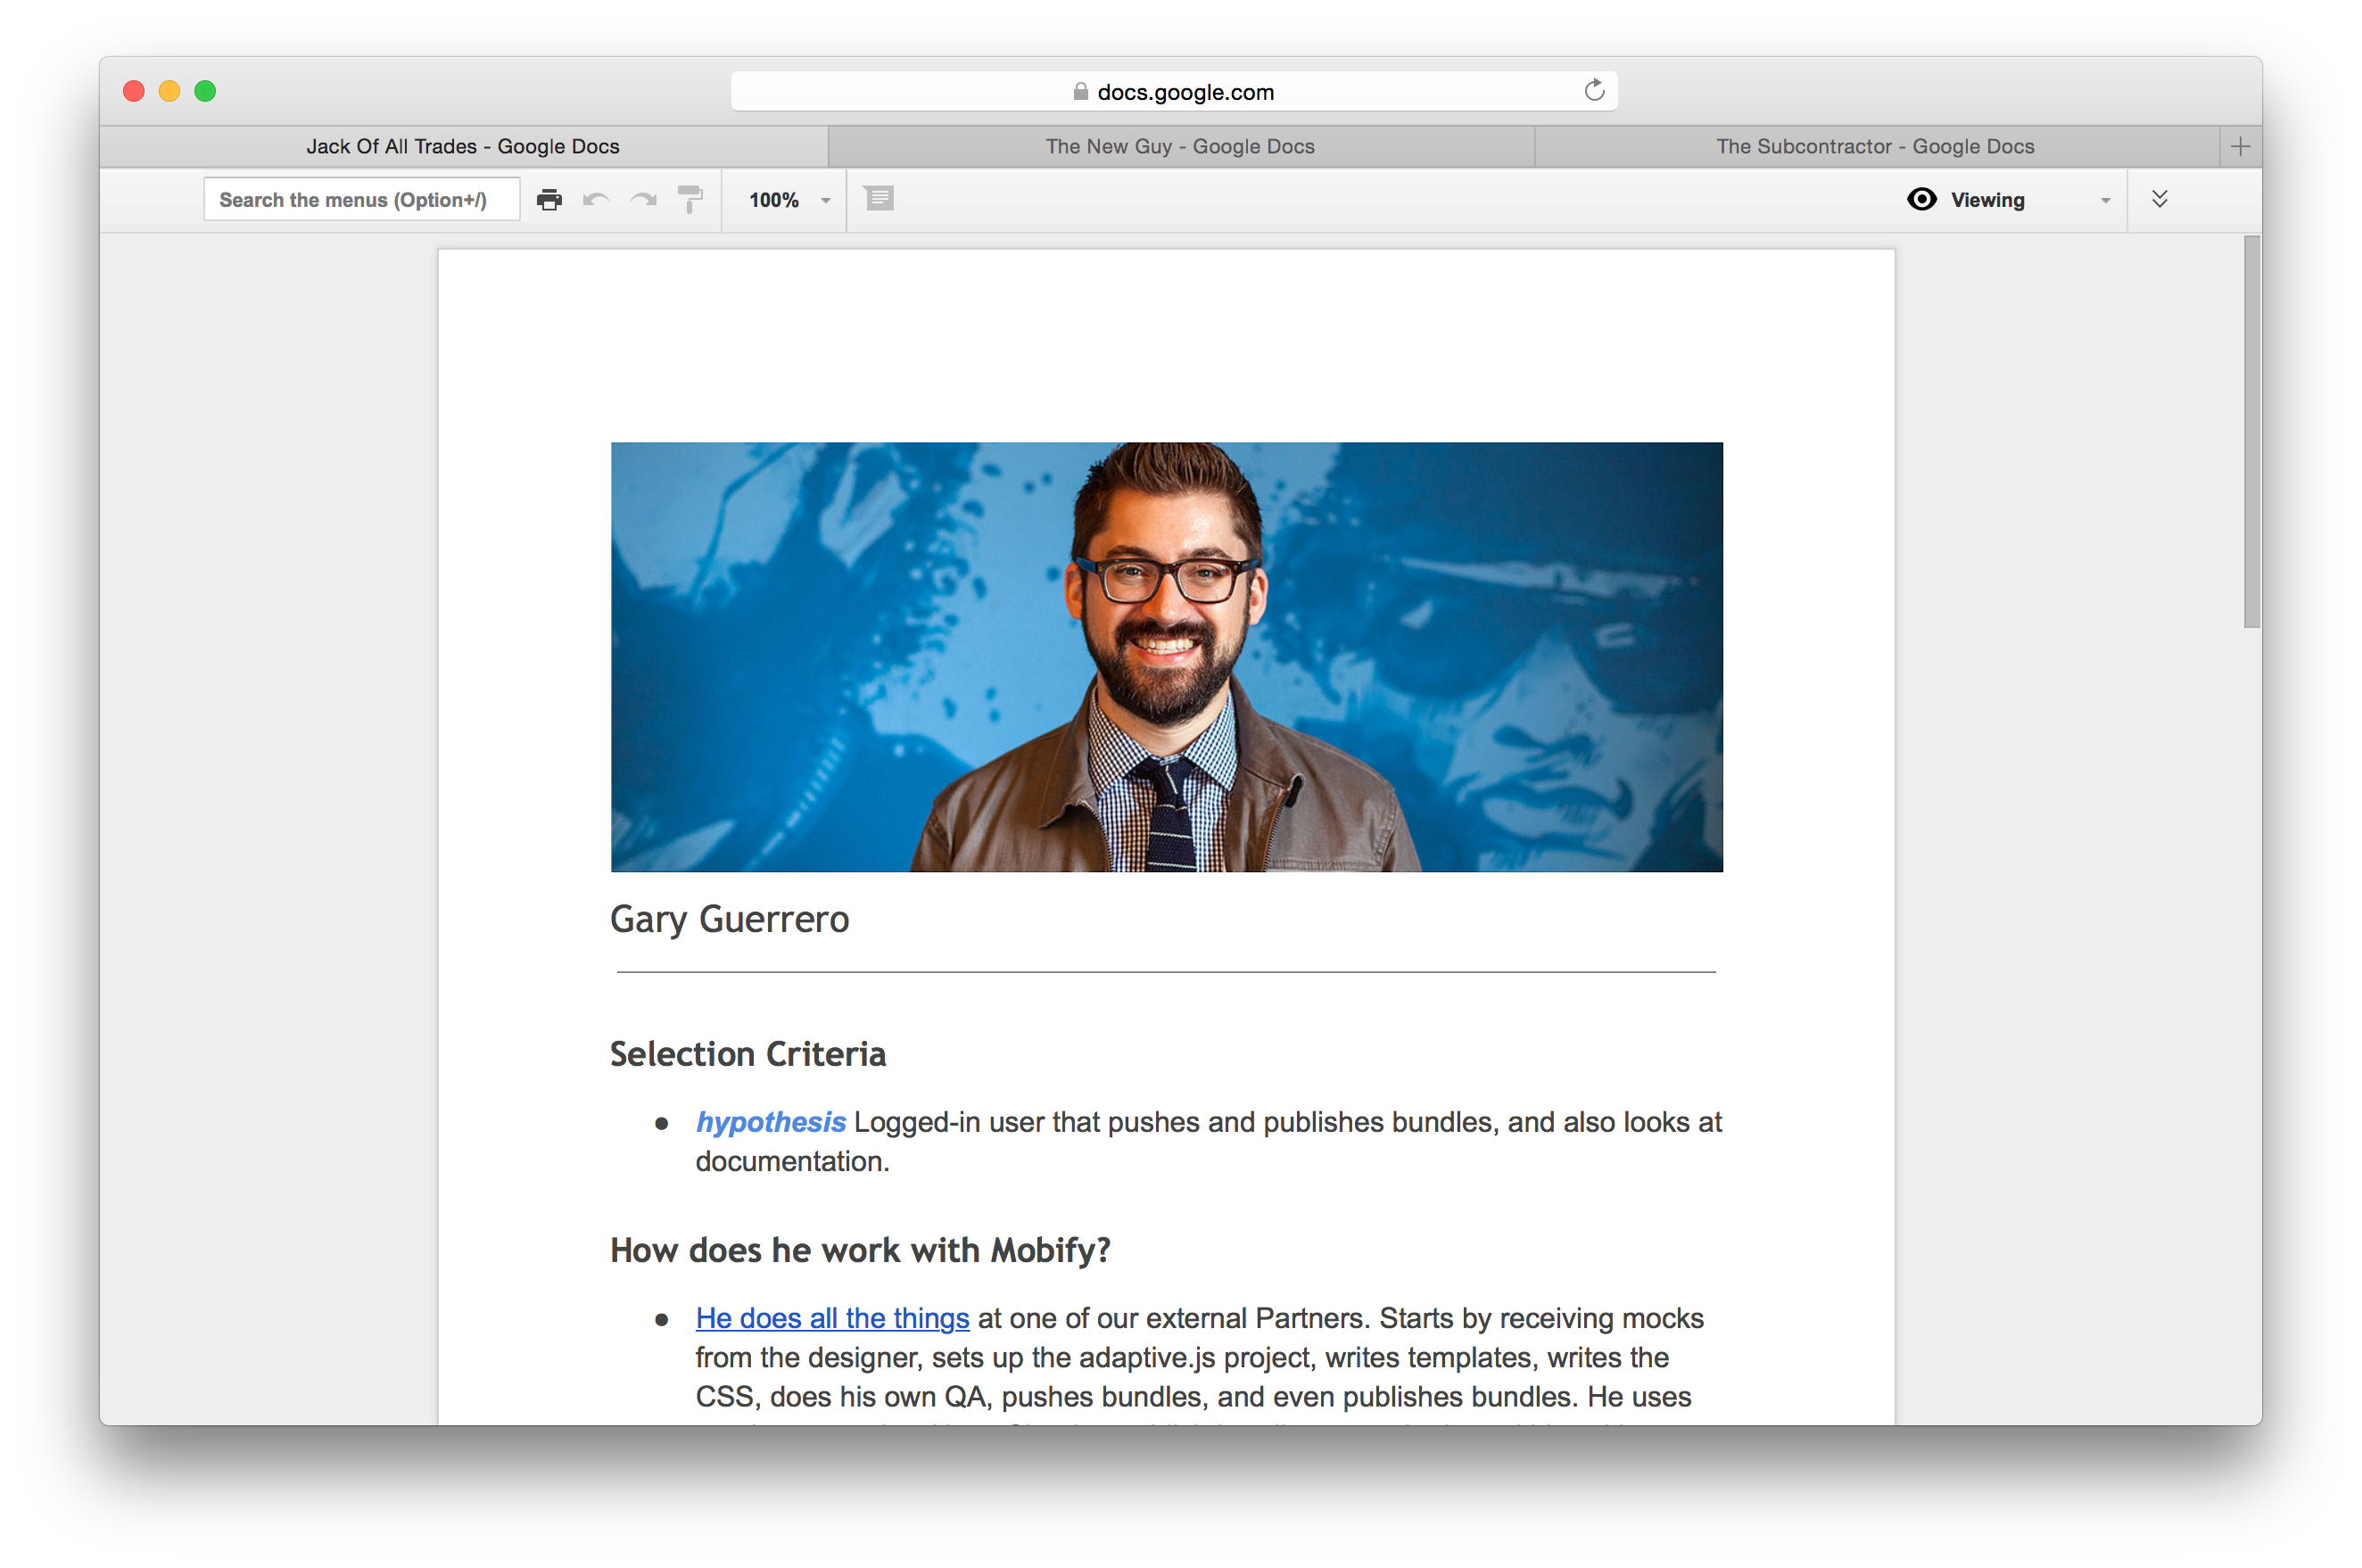 docs.google.com
Jack Of All Trades - Google Docs
The New Guy - Google Docs
The Subcontractor - Google Docs
Search the menus (Option+/)
100%
Viewing
Gary Guerrero
Selection Criteria
● hypothesis Logged-in user that pushes and publishes bundles, and also looks at
documentation.
How does he work with Mobify?
● He does all the things at one of our external Partners. Starts by receiving mocks
from the designer, sets up the adaptive.js project, writes templates, writes the
CSS, does his own QA, pushes bundles, and even publishes bundles. He uses